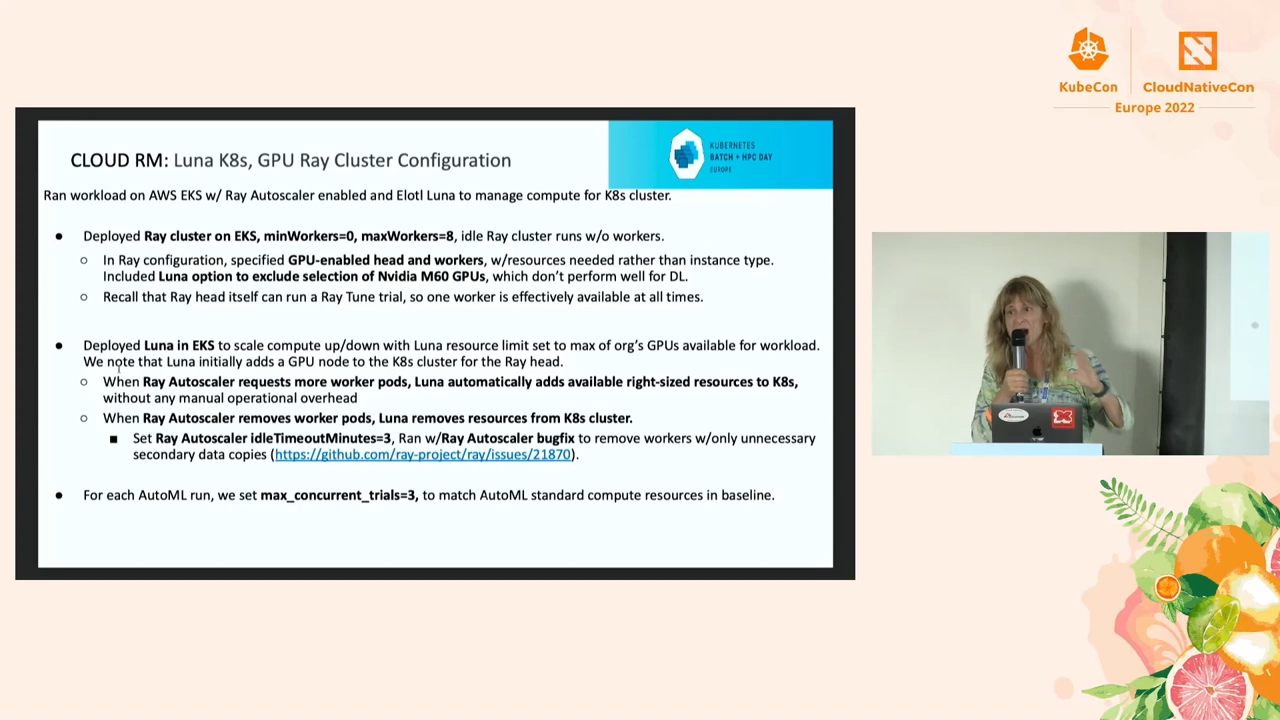 KubeCon
CloudNativeCon
Europe 2022
CLOUD RM: Luna K8s, GPU Ray Cluster Configuration
KUBERNETES
BATCH + HPC DAY
EUROPE
Ran workload on AWS EKS w/ Ray Autoscaler enabled and Elotl Luna to manage compute for K8s cluster.
● Deployed Ray cluster on EKS, minWorkers=0, maxWorkers=8, idle Ray cluster runs w/o workers.
○ In Ray configuration, specified GPU-enabled head and workers, w/resources needed rather than instance type.
Included Luna option to exclude selection of Nvidia M60 GPUs, which don't perform well for DL.
○ Recall that Ray head itself can run a Ray Tune trial, so one worker is effectively available at all times.
● Deployed Luna in EKS to scale compute up/down with Luna resource limit set to max of org's GPUs available for workload.
We note that Luna initially adds a GPU node to the K8s cluster for the Ray head.
○ When Ray Autoscaler requests more worker pods, Luna automatically adds available right-sized resources to K8s,
without any manual operational overhead
○ When Ray Autoscaler removes worker pods, Luna removes resources from K8s cluster.
■ Set Ray Autoscaler idleTimeoutMinutes=3, Ran w/Ray Autoscaler bugfix to remove workers w/only unnecessary
secondary data copies (https://github.com/ray-project/ray/issues/21870).
● For each AutoML run, we set max_concurrent_trials=3, to match AutoML standard compute resources in baseline.